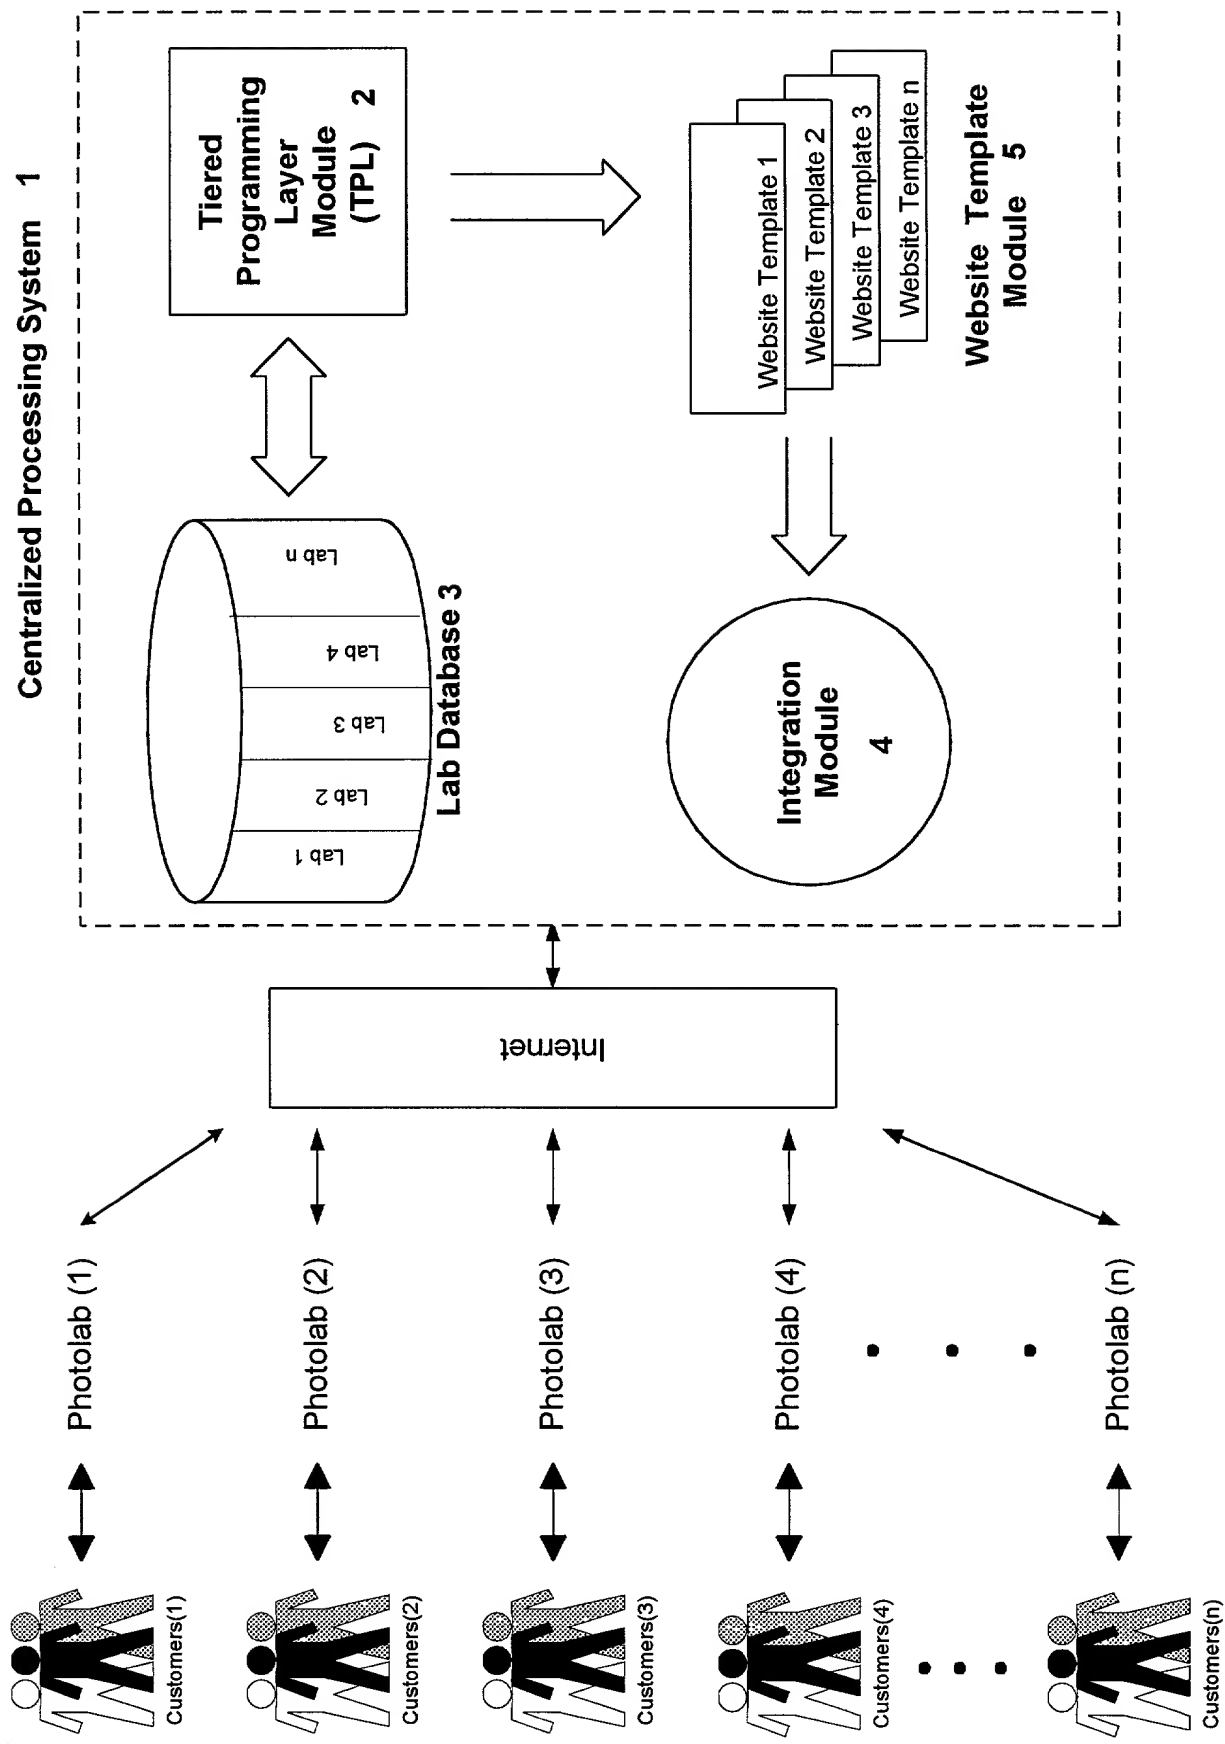 Centralized Processing System 1
Tiered
Programming
Layer
Module
(TPL) 2
Lab 1
Lab 2
Lab 3
Lab 4
Lab n
Lab Database 3
Website Template 1
Website Template 2
Website Template 3
Website Template n
Website Template
Module 5
Integration
Module
4
Internet
Photolab (1)
Photolab (2)
Photolab (3)
Photolab (4)
Photolab (n)
Customers(1)
Customers(2)
Customers(3)
Customers(4)
Customers(n)